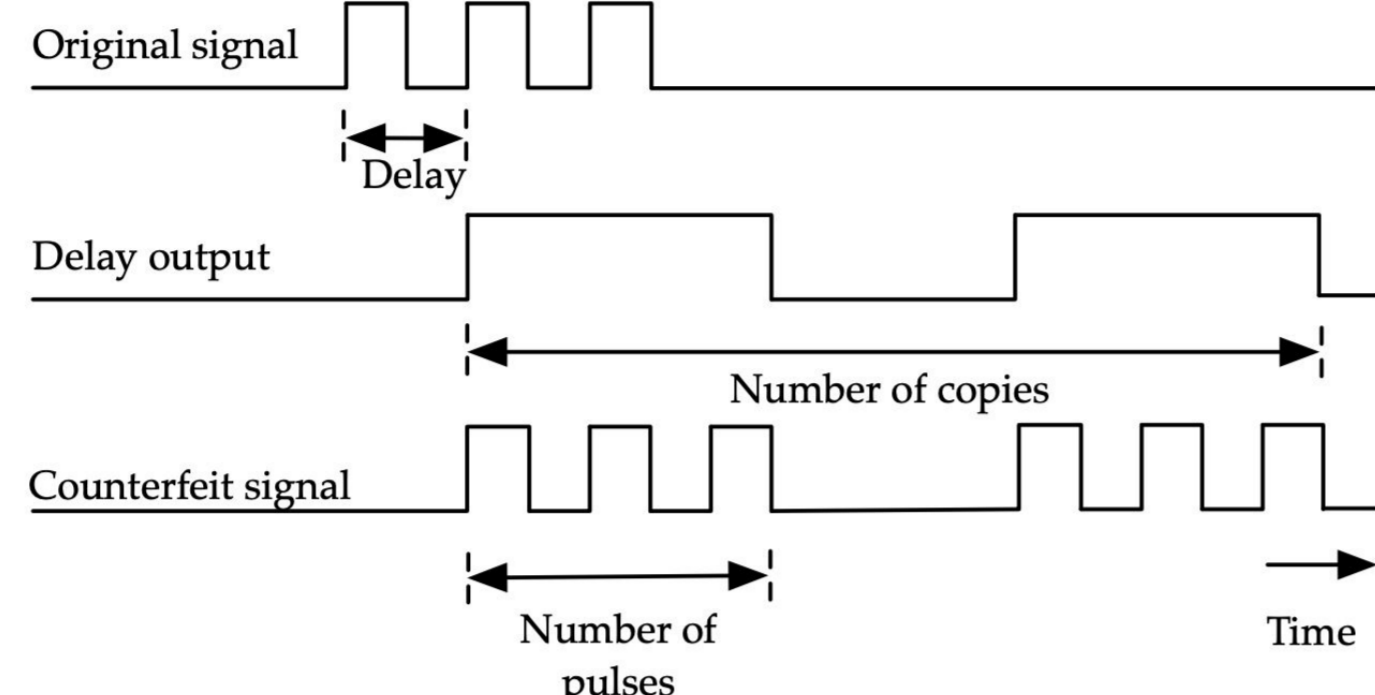 Original signal
Delay
Delay output
Number of copies
Counterfeit signal
Number of
pulses
Time